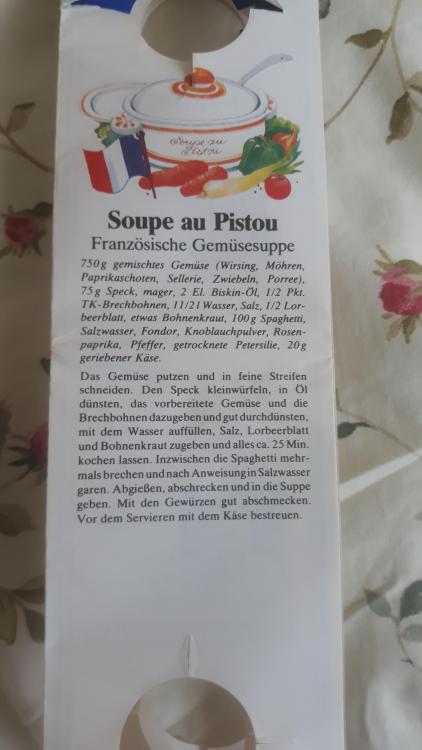 Soupe au
Pistou
Soupe au Pistou
Französische Gemüsesuppe
750g gemischtes Gemüse (Wirsing, Möhren,
Paprikaschoten, Sellerie, Zwiebeln, Porree),
75g Speck, mager, 2 El. Biskin-Öl, 1/2 Pkt.
TK-Brechbohnen, 11/2l Wasser, Salz, 1/2 Lor-
beerblatt, etwas Bohnenkraut, 100g Spaghetti,
Salzwasser, Fondor, Knoblauchpulver, Rosen-
paprika, Pfeffer, getrocknete Petersilie, 20g
geriebener Käse.
Das Gemüse putzen und in feine Streifen
schneiden. Den Speck kleinwürfeln, in Öl
dünsten, das vorbereitete Gemüse und die
Brechbohnen dazugeben und gut durchdünsten,
mit dem Wasser auffüllen, Salz, Lorbeerblatt
und Bohnenkraut zugeben und alles ca. 25 Min.
kochen lassen. Inzwischen die Spaghetti mehr-
mals brechen und nach Anweisung in Salzwasser
garen. Abgießen, abschrecken und in die Suppe
geben. Mit den Gewürzen gut abschmecken.
Vor dem Servieren mit dem Käse bestreuen.